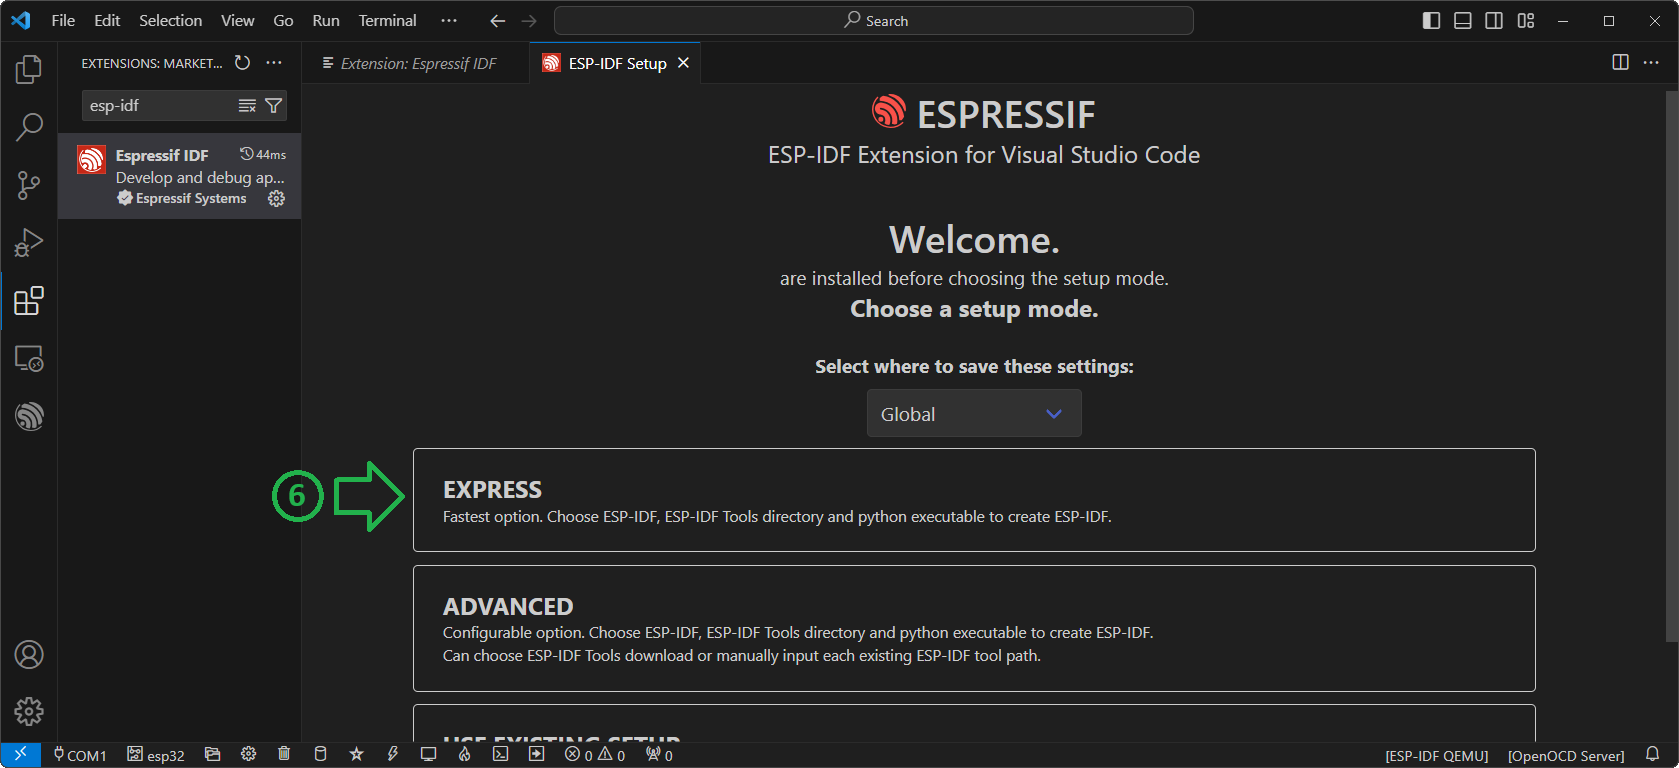 File Edit Selection View Go Run Terminal ··· Search
EXTENSIONS: MARKET...
Extension: Espressif IDF
ESP-IDF Setup
esp-idf
Espressif IDF 44ms
Develop and debug ap...
Espressif Systems
ESPRESSIF
ESP-IDF Extension for Visual Studio Code
Welcome.
are installed before choosing the setup mode.
Choose a setup mode.
Select where to save these settings:
Global
6
EXPRESS
Fastest option. Choose ESP-IDF, ESP-IDF Tools directory and python executable to create ESP-IDF.
ADVANCED
Configurable option. Choose ESP-IDF, ESP-IDF Tools directory and python executable to create ESP-IDF.
Can choose ESP-IDF Tools download or manually input each existing ESP-IDF tool path.
USE EXISTING SETUP
COM1 esp32 0 0 0 [ESP-IDF QEMU] [OpenOCD Server]